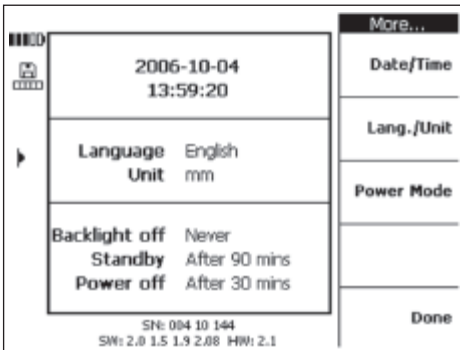 More...
2006-10-04
13:59:20
Date/Time
Language English
Unit mm
Lang./Unit
Power Mode
Backlight off Never
Standby After 90 mins
Power off After 30 mins
SN: 004 10 144
SW: 2.0 1.5 1.9 2.08 HW: 2.1
Done